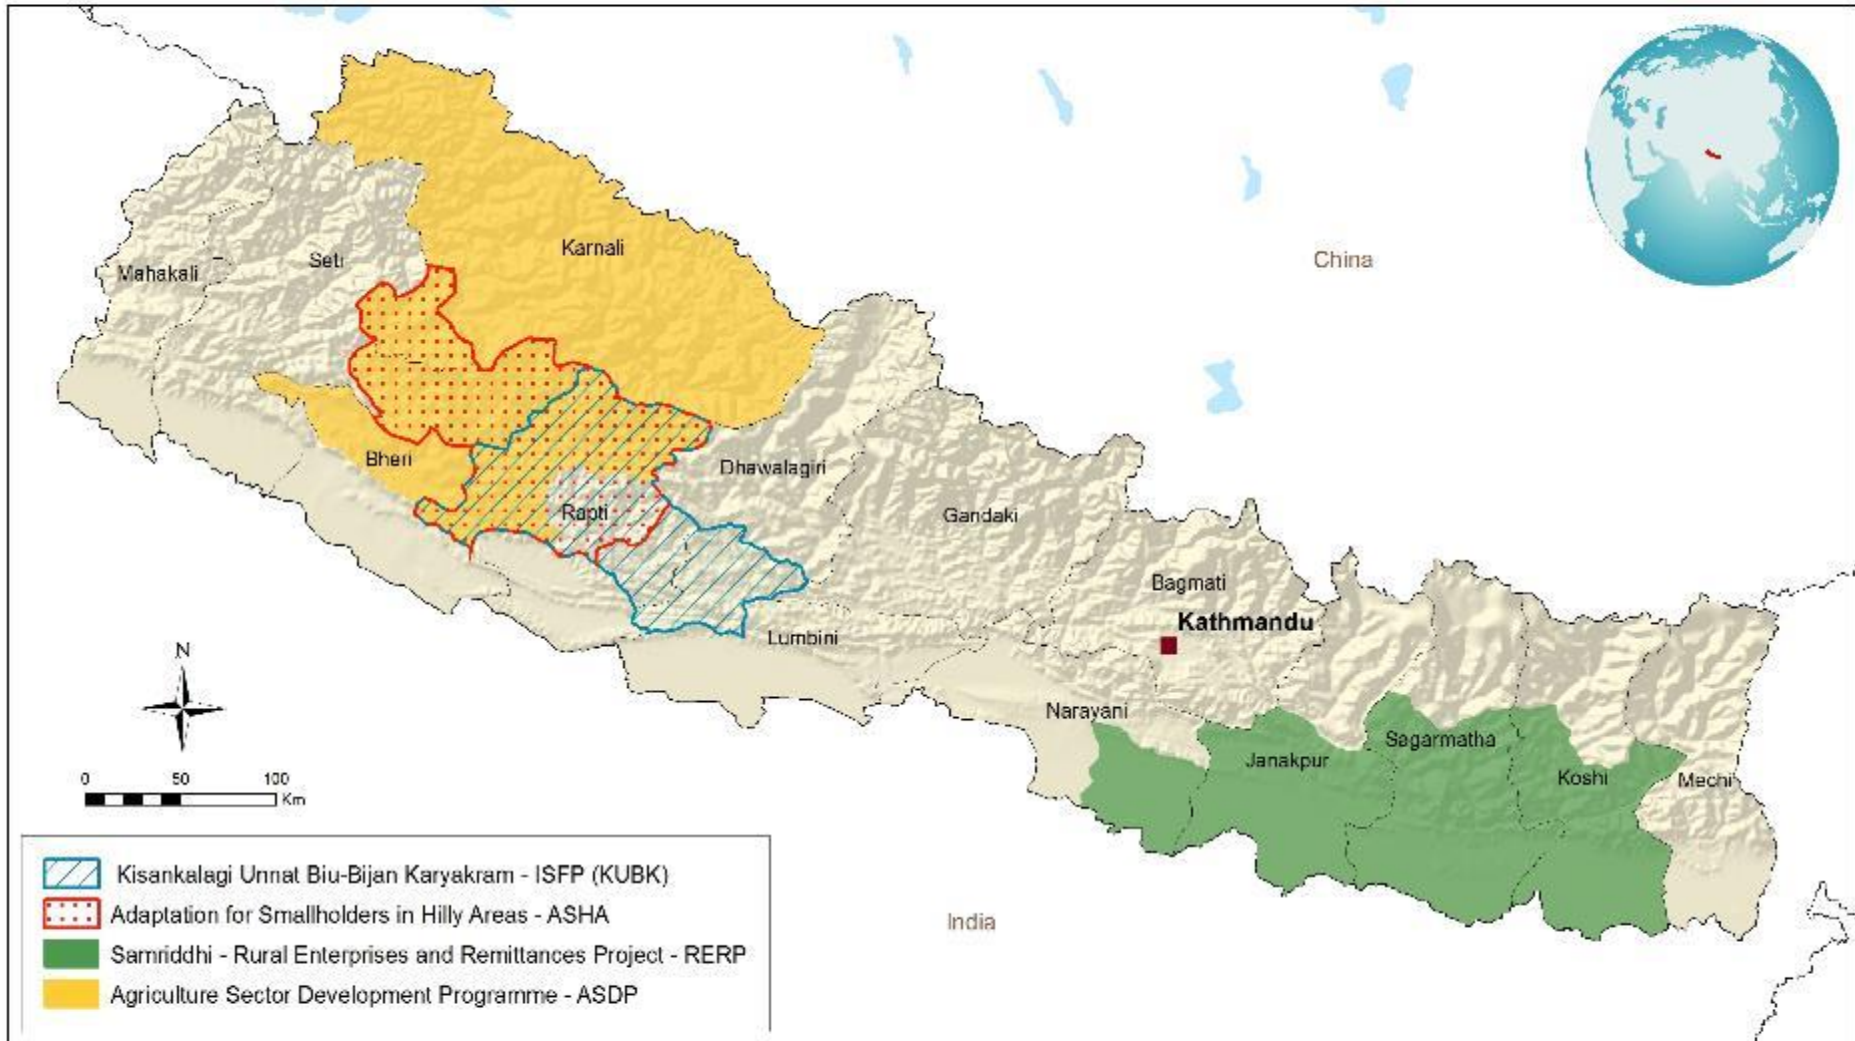 Karnali
China
Mahakali
Seti
Bheri
Dhawalagiri
Rapti
Gandaki
Bagmati
Kathmandu
Lumbini
Narayani
Janakpur
Sagarmatha
Koshi
Mechi
India
N
0 50 100
Km
Kisankalagi Unnat Biu-Bijan Karyakram - ISFP (KUBK)
Adaptation for Smallholders in Hilly Areas - ASHA
Samriddhi - Rural Enterprises and Remittances Project - RERP
Agriculture Sector Development Programme - ASDP